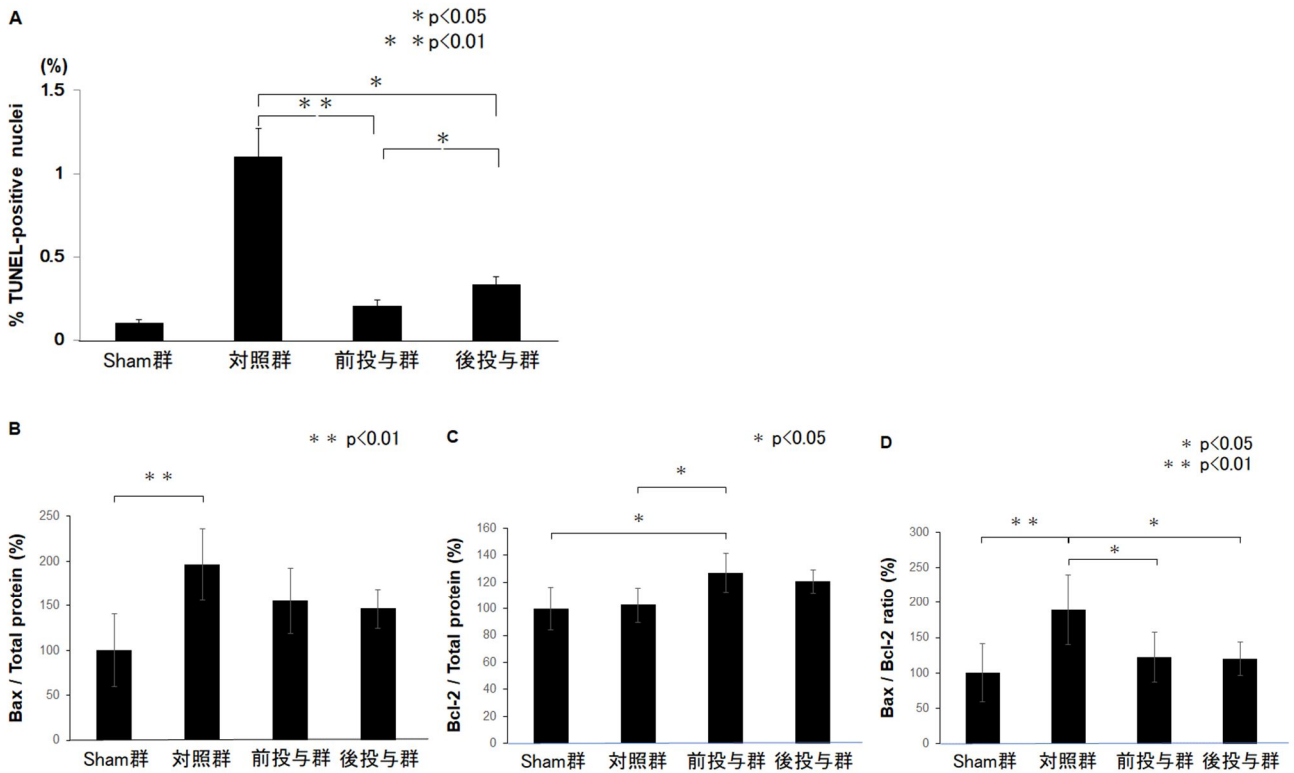 A
* p<0.05
* * p<0.01
(%)
% TUNEL-positive nuclei
1.5
1
0.5
0
*
* *
*
Sham群 対照群 前投与群 後投与群
B
* * p<0.01
* *
Bax / Total protein (%)
250
200
150
100
50
0
Sham群 対照群 前投与群 後投与群
C
* p<0.05
*
*
Bcl-2 / Total protein (%)
160
140
120
100
80
60
40
20
0
Sham群 対照群 前投与群 後投与群
D
* p<0.05
* * p<0.01
* * *
*
Bax / Bcl-2 ratio (%)
300
250
200
150
100
50
0
Sham群 対照群 前投与群 後投与群